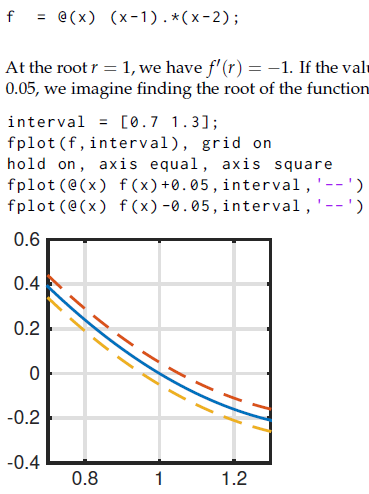 f = @(x) (x-1).*(x-2);
At the root r = 1, we have f′(r) = −1. If the
0.05, we imagine finding the root of the function
interval = [0.7 1.3];
fplot(f,interval), grid on
hold on, axis equal, axis square
fplot(@(x) f(x)+0.05,interval,'--')
fplot(@(x) f(x)-0.05,interval,'--')
0.6
0.4
0.2
0
-0.2
-0.4
0.8 1 1.2